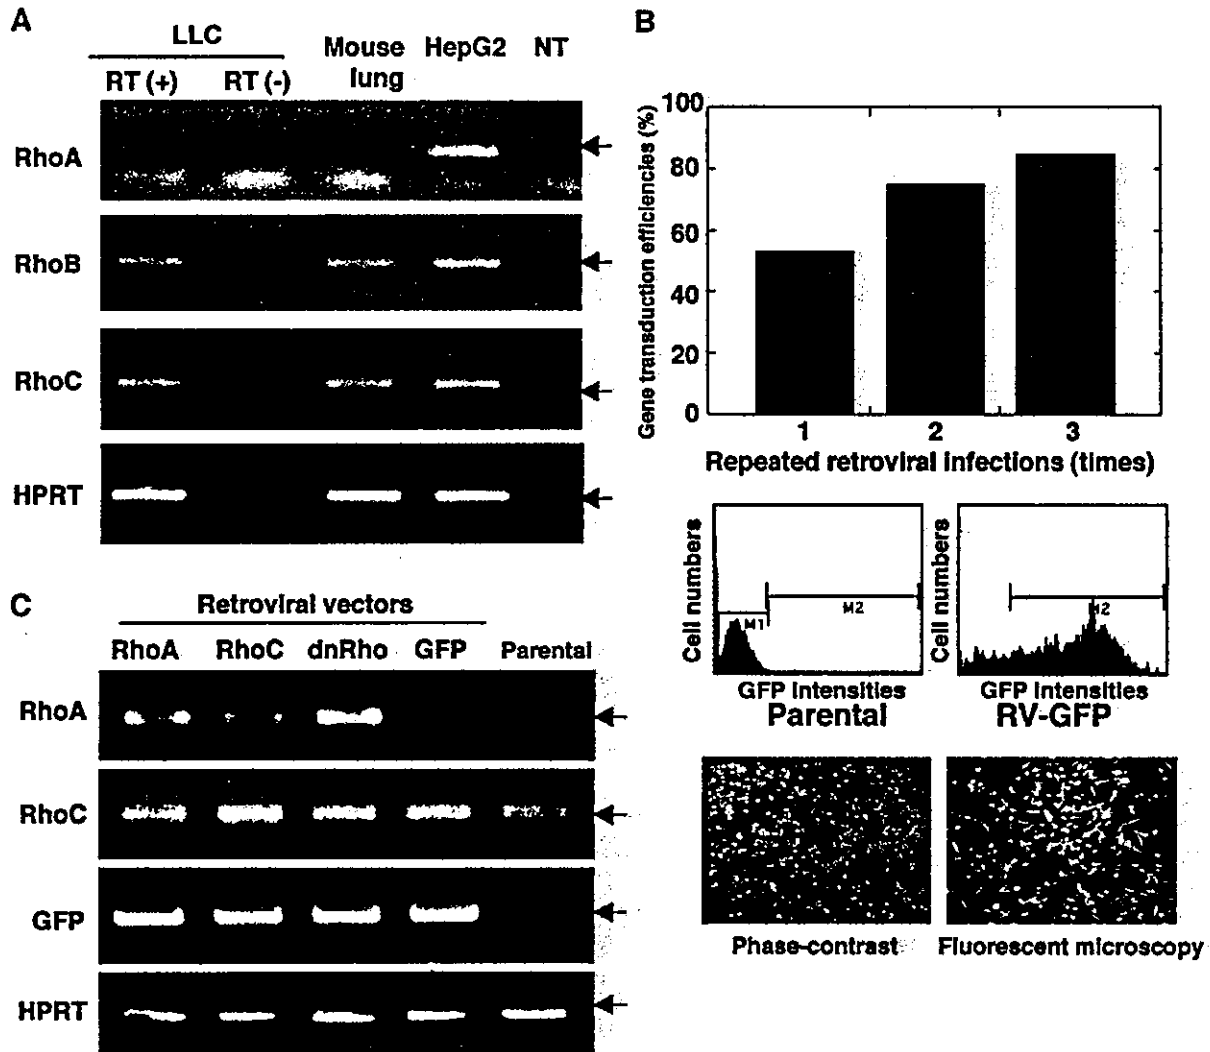 A
LLC
Mouse lung
HepG2
NT
RT (+)
RT (-)
RhoA
RhoB
RhoC
HPRT
B
Gene transduction efficiencies (%)
100
80
60
40
20
0
1
2
3
Repeated retroviral infections (times)
Cell numbers
M1
M2
GFP Intensities
Parental
Cell numbers
M2
GFP Intensities
RV-GFP
Phase-contrast
Fluorescent microscopy
C
Retroviral vectors
RhoA
RhoC
dnRho
GFP
Parental
RhoA
RhoC
GFP
HPRT